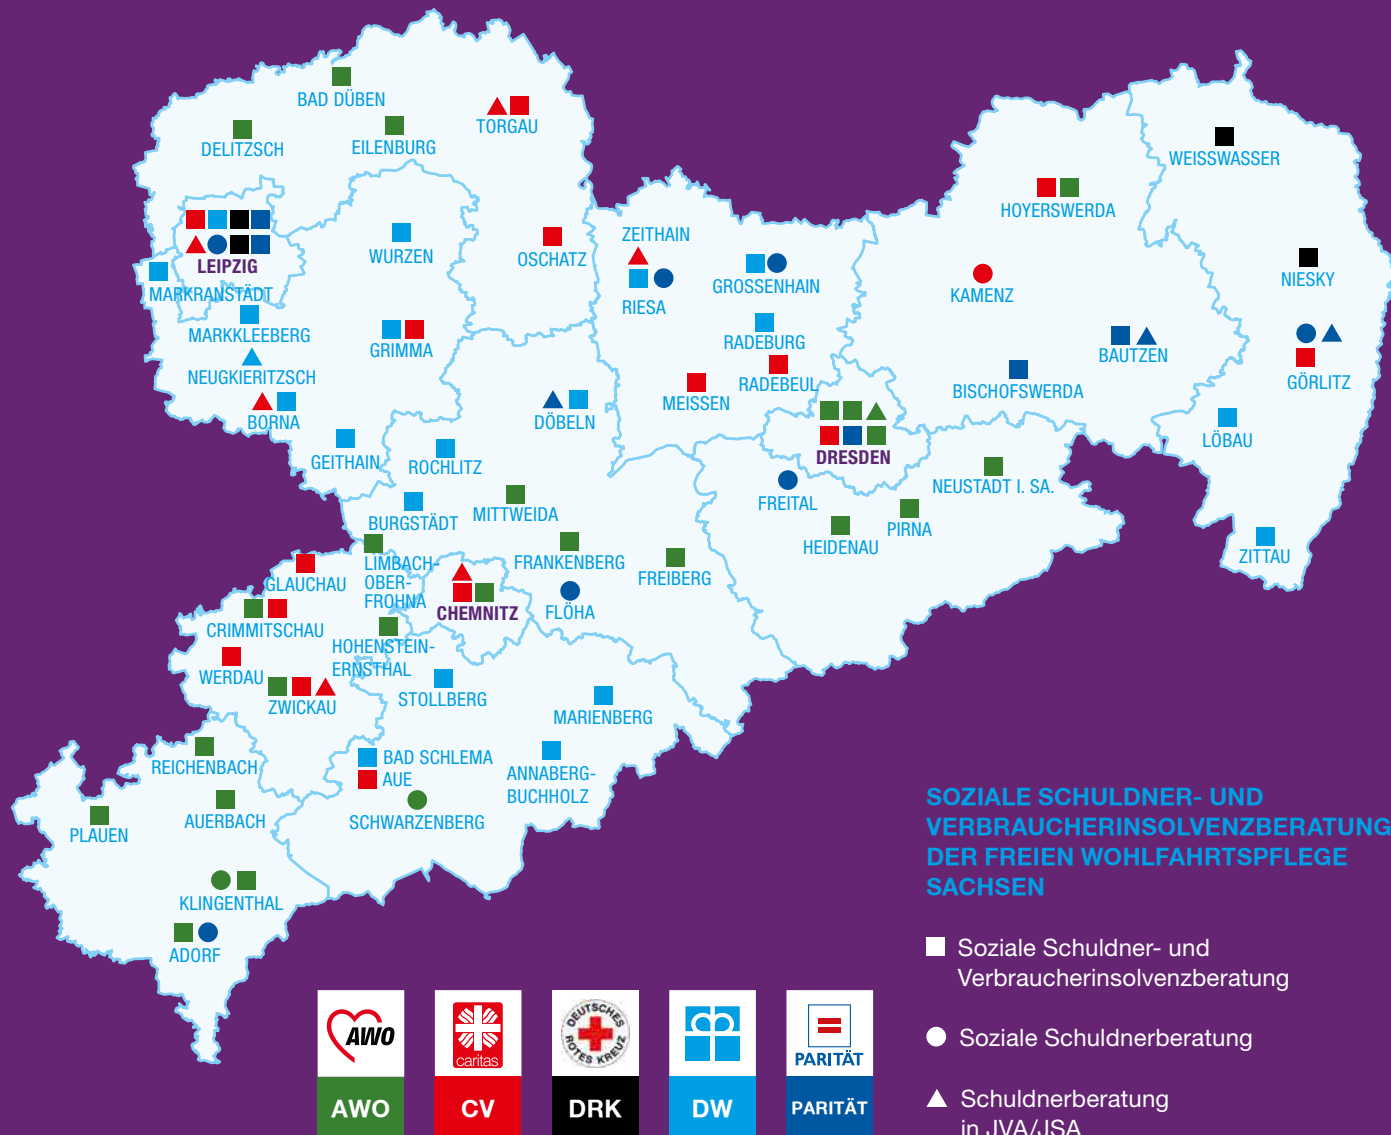 BAD DÜBEN
TORGAU
DELITZSCH
EILENBURG
WEISSWASSER
HOYERSWERDA
LEIPZIG
WURZEN
OSCHATZ
ZEITHAIN
RIESA
GROSSENHAIN
KAMENZ
NIESKY
MARKRANSTÄDT
MARKKLEEBERG
GRIMMA
RADEBURG
BAUTZEN
NEUGKIERITZSCH
MEISSEN
RADEBEUL
BISCHOFSWERDA
GÖRLITZ
BORNA
DÖBELN
LÖBAU
GEITHAIN
ROCHLITZ
DRESDEN
NEUSTADT I. SA.
FREITAL
BURGSTÄDT
MITTWEIDA
PIRNA
HEIDENAU
ZITTAU
GLAUCHAU
LIMBACH-
OBER-
FROHNA
FRANKENBERG
FREIBERG
CHEMNITZ
FLÖHA
CRIMMITSCHAU
HOHENSTEIN-
ERNSTHAL
WERDAU
STOLLBERG
ZWICKAU
MARIENBERG
REICHENBACH
BAD SCHLEMA
AUE
ANNABERG-
BUCHHOLZ
PLAUEN
AUERBACH
SCHWARZENBERG
KLINGENTHAL
ADORF
SOZIALE SCHULDNER- UND
VERBRAUCHERINSOLVENZBERATUNG
DER FREIEN WOHLFAHRTSPFLEGE
SACHSEN
Soziale Schuldner- und
Verbraucherinsolvenzberatung
Soziale Schuldnerberatung
Schuldnerberatung
in JVA/JSA
AWO
caritas
DEUTSCHES
ROTES KREUZ
PARITÄT
AWO
CV
DRK
DW
PARITÄT